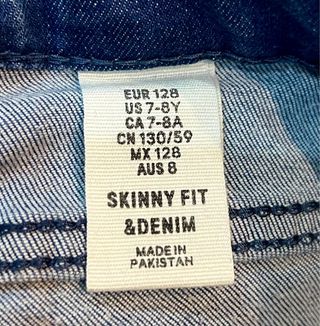 EUR 128
US 7-8Y
CA 7-8A
CN 130/59
MX 128
AUS 8
SKINNY FIT
&DENIM
MADE IN
PAKISTAN